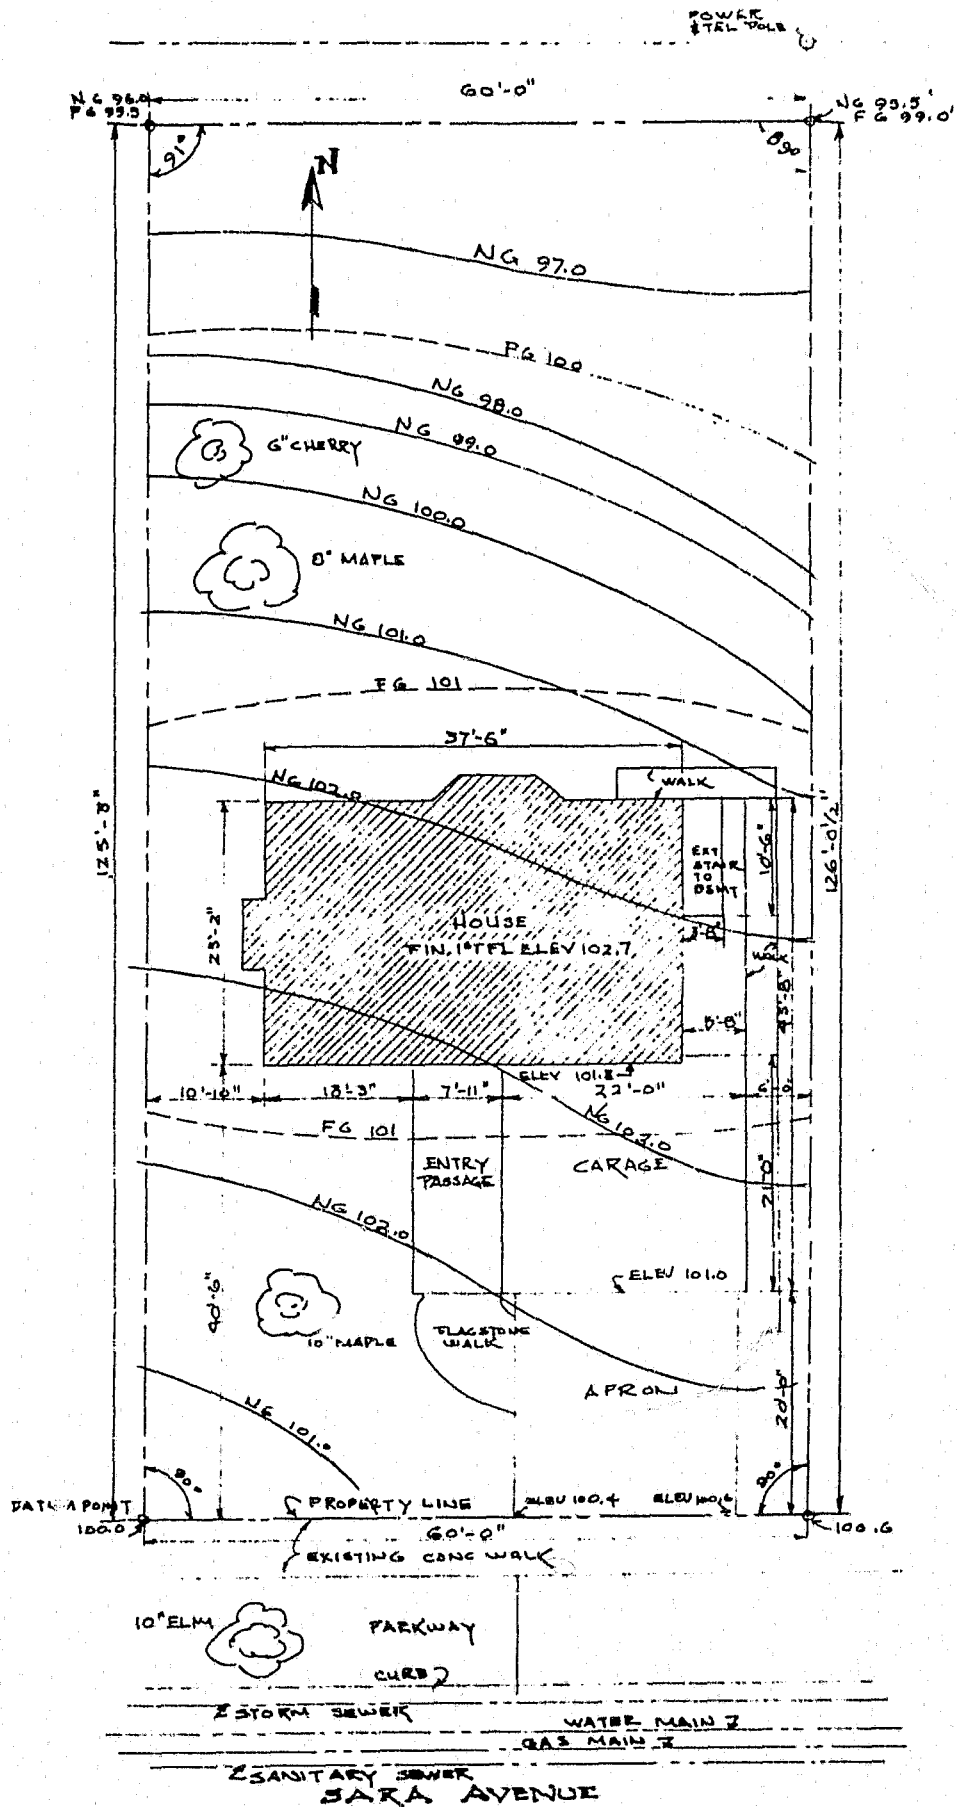 POWER
& TEL POLE
60'-0"
NG 96.0
FG 99.5
NG 95.5'
FG 99.0'
91°
89°
N
NG 97.0
FG 100
NG 98.0
NG 99.0
6" CHERRY
NG 100.0
8" MAPLE
NG 101.0
FG 101
37'-6"
NG 102.0
WALK
125'-8"
126'-0 1/2"
EXT
STAIR
TO
BSMT
10'-6"
HOUSE
FIN. 1ST FL ELEV 102.7
25'-2"
3'-8"
WALK
45'-8"
5'-8"
ELEV 101.8
10'-10"
18'-3"
7'-11"
22'-0"
FG 101
NG 103.0
ENTRY
PASSAGE
GARAGE
21'-0"
NG 102.0
ELEV 101.0
40'-6"
10" MAPLE
FLAGSTONE
WALK
APRON
20'-0"
NG 101.0
90°
90°
DATUM POINT
100.0
PROPERTY LINE
ELEV 100.4
ELEV 100.6
100.6
60'-0"
EXISTING CONC WALK
10" ELM
PARKWAY
CURB
STORM SEWER
WATER MAIN
GAS MAIN
SANITARY SEWER
SARA AVENUE